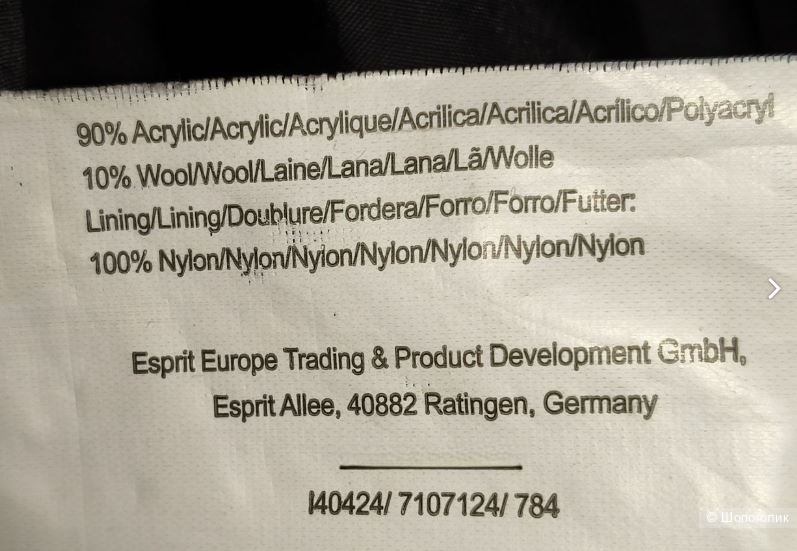 90% Acrylic/Acrylic/Acrylique/Acrilica/Acrilica/Acrílico/Polyacryl
10% Wool/Wool/Laine/Lana/Lana/Lã/Wolle
Lining/Lining/Doublure/Fordera/Forro/Forro/Futter:
100% Nylon/Nylon/Nylon/Nylon/Nylon/Nylon/Nylon
Esprit Europe Trading & Product Development GmbH,
Esprit Allee, 40882 Ratingen, Germany
I40424/ 7107124/ 784
© Шопоголик